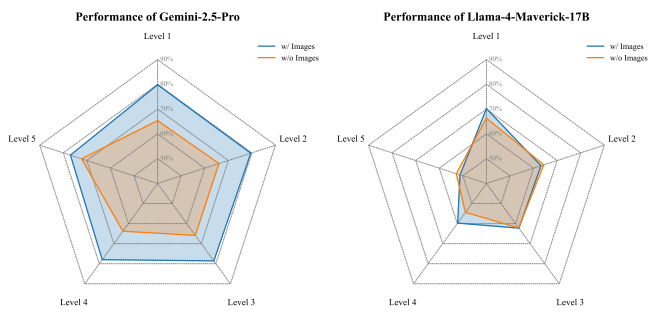 Performance of Gemini-2.5-Pro
Level 1
w/ Images
w/o Images
90%
80%
70%
60%
50%
Level 5
Level 2
Level 4
Level 3
Performance of Llama-4-Maverick-17B
Level 1
w/ Images
w/o Images
90%
80%
70%
60%
50%
Level 5
Level 2
Level 4
Level 3